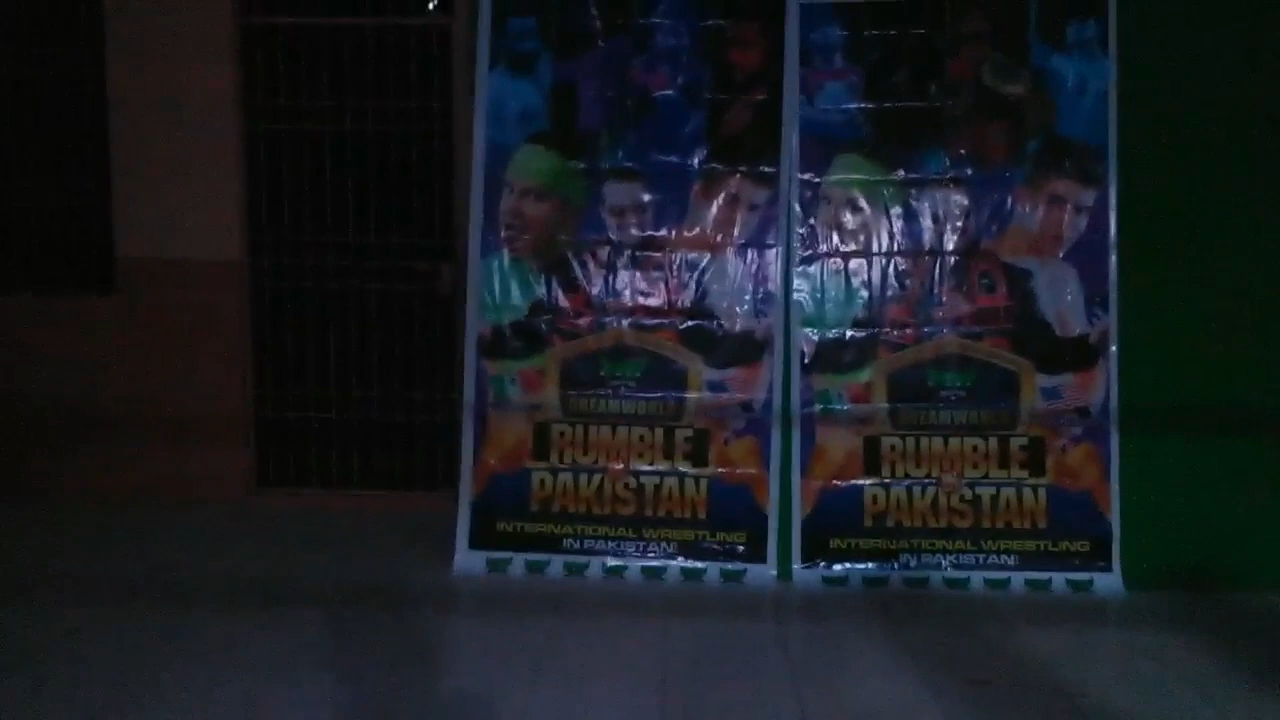 DREAMWORLD
RUMBLE
PAKISTAN
INTERNATIONAL WRESTLING
IN PAKISTAN!
DREAMWORLD
RUMBLE
PAKISTAN
INTERNATIONAL WRESTLING
IN PAKISTAN!